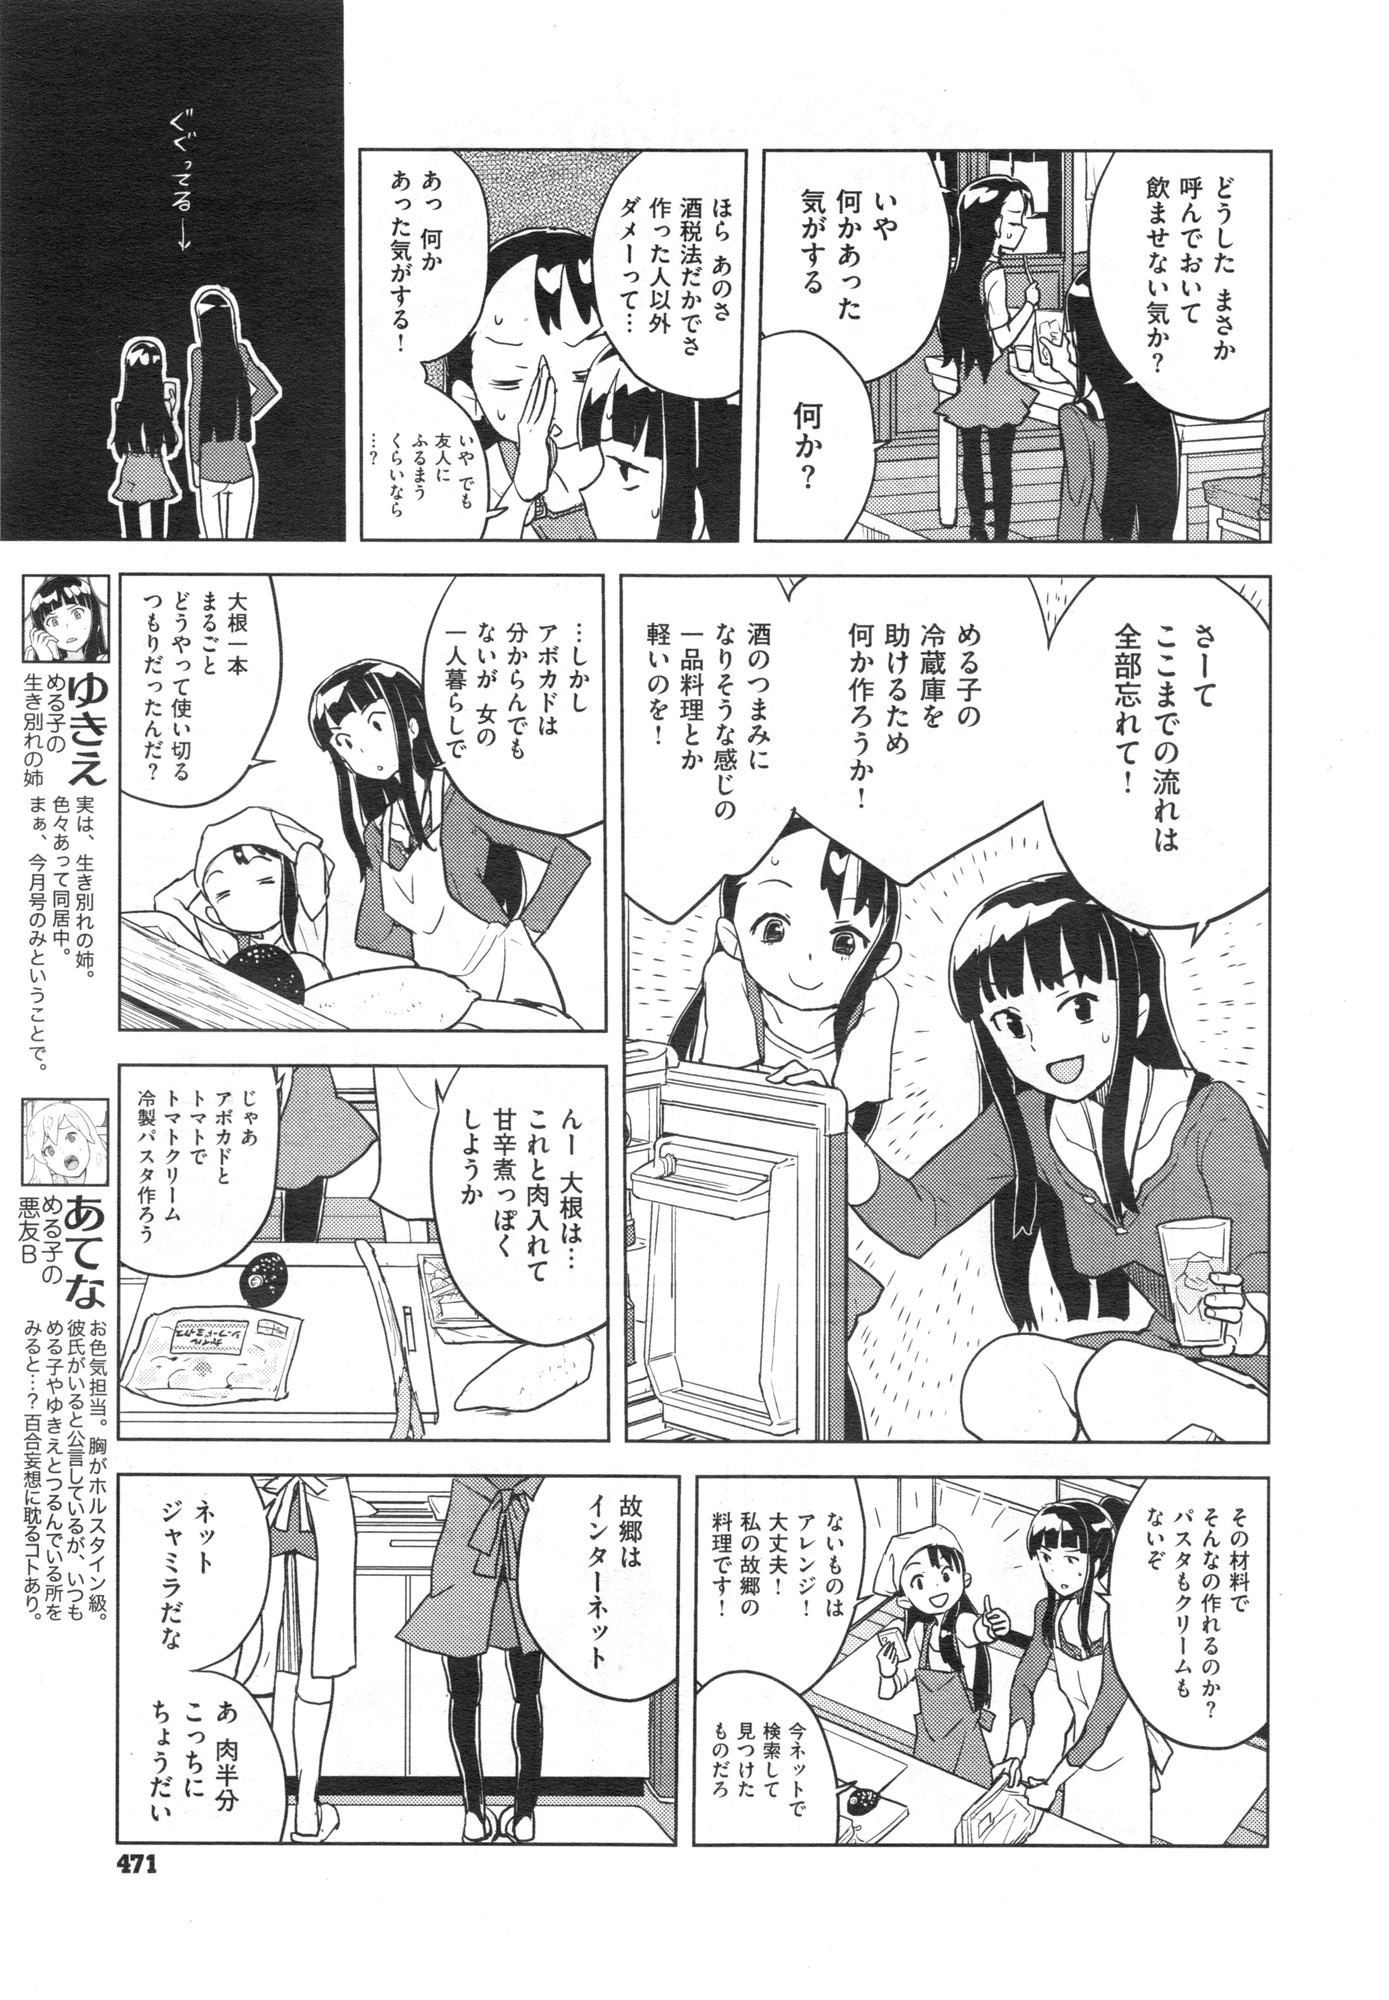 どうした まさか
呼んでおいて
飲ませない気か？
いや
何かあった
気がする
何か？
ほら あのさ
酒税法だかでさ
作った人以外
ダメーって…
あっ 何か
あった気がする！
いや でも
友人に
ふるまう
くらいなら
…？
ぐぐってる→
さーて
ここまでの流れは
全部忘れて！
める子の
冷蔵庫を
助けるため
何か作ろうか！
酒のつまみに
なりそうな感じの
一品料理とか
軽いのを！
…しかし
アボカドは
分からんでも
ないが 女の
一人暮らしで
大根一本
まるごと
どうやって使い切る
つもりだったんだ？
んー 大根は…
これと肉入れて
甘辛煮っぽく
しようか
じゃあ
アボカドと
トマトで
トマトクリーム
冷製パスタ作ろう
カイル
シーフードミックス
その材料で
そんなの作れるのか？
パスタもクリームも
ないぞ
ないものは
アレンジ！
大丈夫！
私の故郷の
料理です！
今ネットで
検索して
見つけた
ものだろ
故郷は
インターネット
ネット
ジャミラだな
あ 肉半分
こっちに
ちょうだい
ゆきえ
める子の
生き別れの姉
実は、生き別れの姉。
色々あって同居中。
まぁ、今月号のみということで。
あてな
める子の
悪友B
お色気担当。胸がホルスタイン級。
彼氏がいると公言しているが、いつも
める子やゆきえとつるんでいる所を
みると…？百合妄想に耽るコトあり。
471